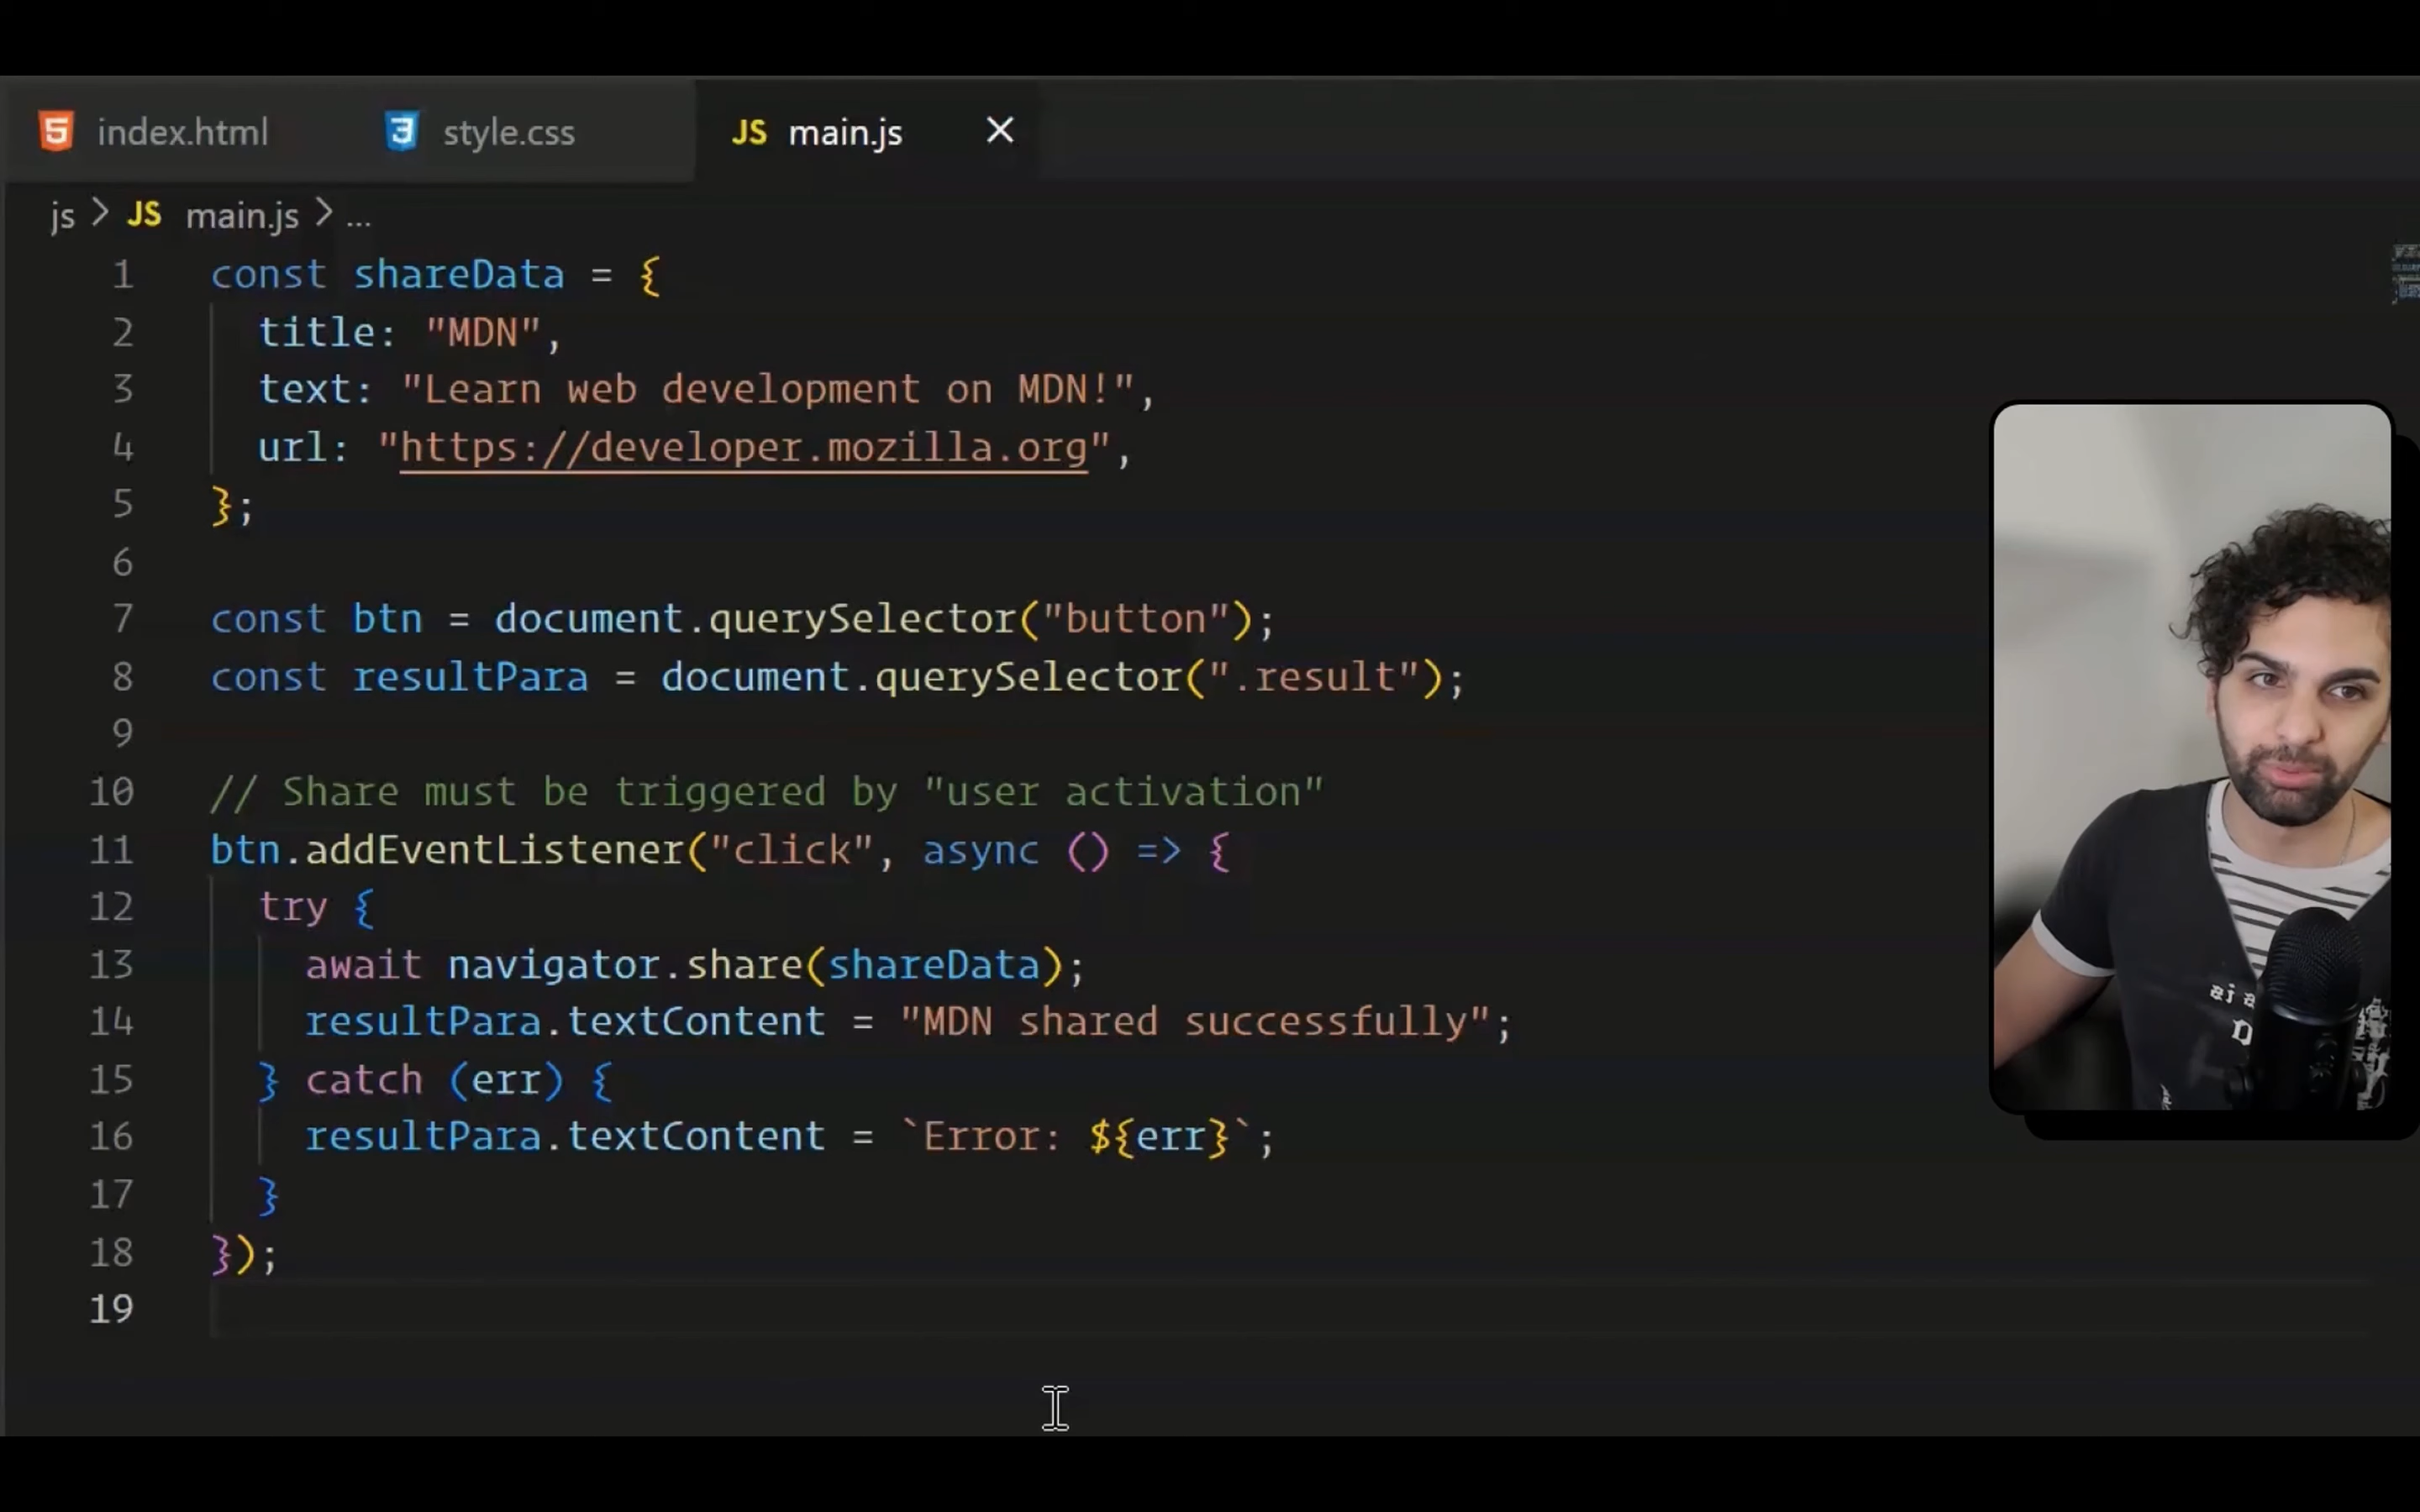 index.html style.css JS main.js
js > JS main.js > ...
1 const shareData = {
2 title: "MDN",
3 text: "Learn web development on MDN!",
4 url: "https://developer.mozilla.org",
5 };
6
7 const btn = document.querySelector("button");
8 const resultPara = document.querySelector(".result");
9
10 // Share must be triggered by "user activation"
11 btn.addEventListener("click", async () => {
12 try {
13 await navigator.share(shareData);
14 resultPara.textContent = "MDN shared successfully";
15 } catch (err) {
16 resultPara.textContent = `Error: ${err}`;
17 }
18 });
19